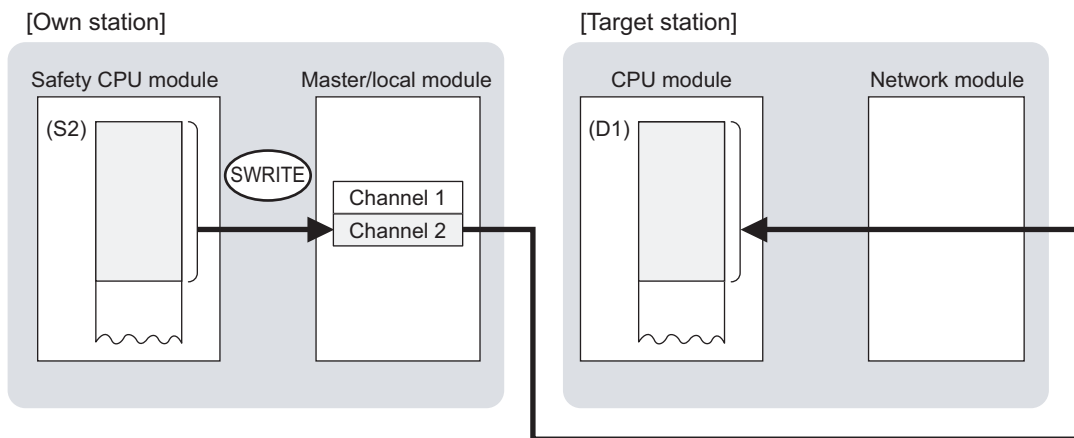 [Own station]
[Target station]
Safety CPU module
Master/local module
CPU module
Network module
(S2)
(D1)
SWRITE
Channel 1
Channel 2